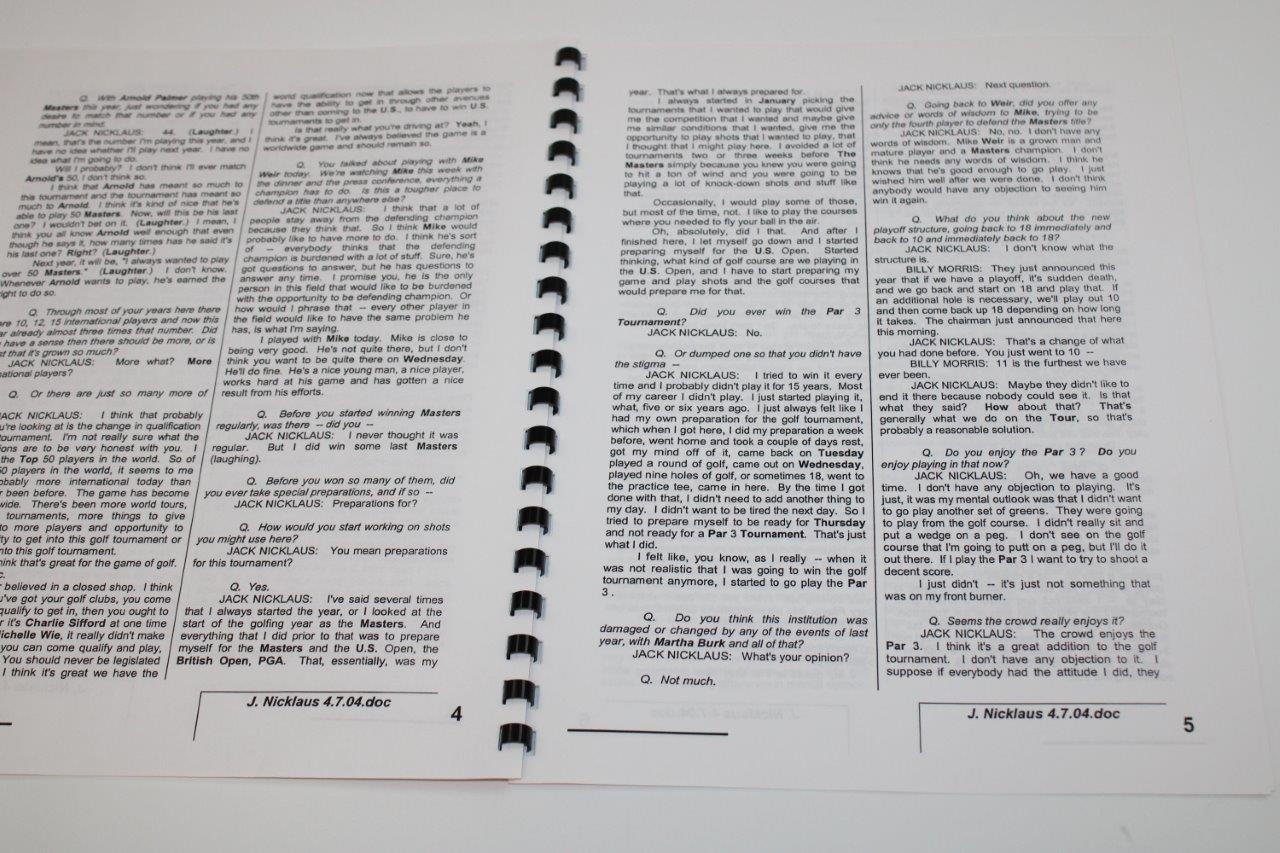 Q. With Arnold Palmer playing his 50th
Masters this year, just wondering if you had any
desire to match that number or if you had any
number in mind.
JACK NICKLAUS: 44. (Laughter.) I
mean, that's the number I'm playing this year, and I
have no idea whether I'll play next year. I have no
idea what I'm going to do.
Will I probably? I don't think I'll ever match
Arnold's 50, I don't think so.
I think that Arnold has meant so much to
this tournament and the tournament has meant so
much to Arnold. I think it's kind of nice that he's
able to play 50 Masters. Now, will this be his last
one? I wouldn't bet on it. (Laughter.) I mean, I
think you all know Arnold well enough that even
though he says it, how many times has he said it's
his last one? Right? (Laughter.)
Next year, it will be, "I always wanted to play
over 50 Masters." (Laughter.) I don't know.
Whenever Arnold wants to play, he's earned the
ight to do so.
Q. Through most of your years here there
re 10, 12, 15 international players and now this
r already almost three times that number. Did
have a sense then there should be more, or is
t that it's grown so much?
JACK NICKLAUS: More what? More
national players?
Q. Or there are just so many more of
ACK NICKLAUS: I think that probably
u're looking at is the change in qualification
ournament. I'm not really sure what the
ions are to be very honest with you. I
the Top 50 players in the world. So of
0 players in the world, it seems to me
bably more international today than
r been before. The game has become
wide. There's been more world tours,
tournaments, more things to give
to more players and opportunity to
ty to get into this golf tournament or
nto this golf tournament.
ink that's great for the game of golf.
c.
r believed in a closed shop. I think
u've got your golf clubs, you come
qualify to get in, then you ought to
r it's Charlie Sifford at one time
ichelle Wie, it really didn't make
you can come qualify and play,
You should never be legislated
I think it's great we have the
world qualification now that allows the players to
have the ability to get in through other avenues
other than coming to the U.S., to have to win U.S.
tournaments to get in.
Is that really what you're driving at? Yeah, I
think it's great. I've always believed the game is a
worldwide game and should remain so.
Q. You talked about playing with Mike
Weir today. We're watching Mike this week with
the dinner and the press conference, everything a
champion has to do. Is this a tougher place to
defend a title than anywhere else?
JACK NICKLAUS: I think that a lot of
people stay away from the defending champion
because they think that. So I think Mike would
probably like to have more to do. I think he's sort
of -- everybody thinks that the defending
champion is burdened with a lot of stuff. Sure, he's
got questions to answer, but he has questions to
answer any time. I promise you, he is the only
person in this field that would like to be burdened
with the opportunity to be defending champion. Or
how would I phrase that -- every other player in
the field would like to have the same problem he
has, is what I'm saying.
I played with Mike today. Mike is close to
being very good. He's not quite there, but I don't
think you want to be quite there on Wednesday.
He'll do fine. He's a nice young man, a nice player,
works hard at his game and has gotten a nice
result from his efforts.
Q. Before you started winning Masters
regularly, was there -- did you --
JACK NICKLAUS: I never thought it was
regular. But I did win some last Masters
(laughing).
Q. Before you won so many of them, did
you ever take special preparations, and if so --
JACK NICKLAUS: Preparations for?
Q. How would you start working on shots
you might use here?
JACK NICKLAUS: You mean preparations
for this tournament?
Q. Yes.
JACK NICKLAUS: I've said several times
that I always started the year, or I looked at the
start of the golfing year as the Masters. And
everything that I did prior to that was to prepare
myself for the Masters and the U.S. Open, the
British Open, PGA. That, essentially, was my
J. Nicklaus 4.7.04.doc
4
year. That's what I always prepared for.
I always started in January picking the
tournaments that I wanted to play that would give
me the competition that I wanted and maybe give
me similar conditions that I wanted, give me the
opportunity to play shots that I wanted to play, that
I thought that I might play here. I avoided a lot of
tournaments two or three weeks before The
Masters simply because you knew you were going
to hit a ton of wind and you were going to be
playing a lot of knock-down shots and stuff like
that.
Occasionally, I would play some of those,
but most of the time, not. I like to play the courses
where you needed to fly your ball in the air.
Oh, absolutely, did I that. And after I
finished here, I let myself go down and I started
preparing myself for the U.S. Open. Started
thinking, what kind of golf course are we playing in
the U.S. Open, and I have to start preparing my
game and play shots and the golf courses that
would prepare me for that.
Q. Did you ever win the Par 3
Tournament?
JACK NICKLAUS: No.
Q. Or dumped one so that you didn't have
the stigma --
JACK NICKLAUS: I tried to win it every
time and I probably didn't play it for 15 years. Most
of my career I didn't play. I just started playing it,
what, five or six years ago. I just always felt like I
had my own preparation for the golf tournament,
which when I got here, I did my preparation a week
before, went home and took a couple of days rest,
got my mind off of it, came back on Tuesday
played a round of golf, came out on Wednesday,
played nine holes of golf, or sometimes 18, went to
the practice tee, came in here. By the time I got
done with that, I didn't need to add another thing to
my day. I didn't want to be tired the next day. So I
tried to prepare myself to be ready for Thursday
and not ready for a Par 3 Tournament. That's just
what I did.
I felt like, you know, as I really -- when it
was not realistic that I was going to win the golf
tournament anymore, I started to go play the Par
3 .
Q. Do you think this institution was
damaged or changed by any of the events of last
year, with Martha Burk and all of that?
JACK NICKLAUS: What's your opinion?
Q. Not much.
JACK NICKLAUS: Next question.
Q. Going back to Weir, did you offer any
advice or words of wisdom to Mike, trying to be
only the fourth player to defend the Masters title?
JACK NICKLAUS: No, no. I don't have any
words of wisdom. Mike Weir is a grown man and
mature player and a Masters champion. I don't
think he needs any words of wisdom. I think he
knows that he's good enough to go play. I just
wished him well after we were done. I don't think
anybody would have any objection to seeing him
win it again.
Q. What do you think about the new
playoff structure, going back to 18 immediately and
back to 10 and immediately back to 18?
JACK NICKLAUS: I don't know what the
structure is.
BILLY MORRIS: They just announced this
year that if we have a playoff, it's sudden death,
and we go back and start on 18 and play that. If
an additional hole is necessary, we'll play out 10
and then come back up 18 depending on how long
it takes. The chairman just announced that here
this morning.
JACK NICKLAUS: That's a change of what
you had done before. You just went to 10 --
BILLY MORRIS: 11 is the furthest we have
ever been.
JACK NICKLAUS: Maybe they didn't like to
end it there because nobody could see it. Is that
what they said? How about that? That's
generally what we do on the Tour, so that's
probably a reasonable solution.
Q. Do you enjoy the Par 3 ? Do you
enjoy playing in that now?
JACK NICKLAUS: Oh, we have a good
time. I don't have any objection to playing. It's
just, it was my mental outlook was that I didn't want
to go play another set of greens. They were going
to play from the golf course. I didn't really sit and
put a wedge on a peg. I don't see on the golf
course that I'm going to putt on a peg, but I'll do it
out there. If I play the Par 3 I want to try to shoot a
decent score.
I just didn't -- it's just not something that
was on my front burner.
Q. Seems the crowd really enjoys it?
JACK NICKLAUS: The crowd enjoys the
Par 3. I think it's a great addition to the golf
tournament. I don't have any objection to it. I
suppose if everybody had the attitude I did, they
J. Nicklaus 4.7.04.doc
5